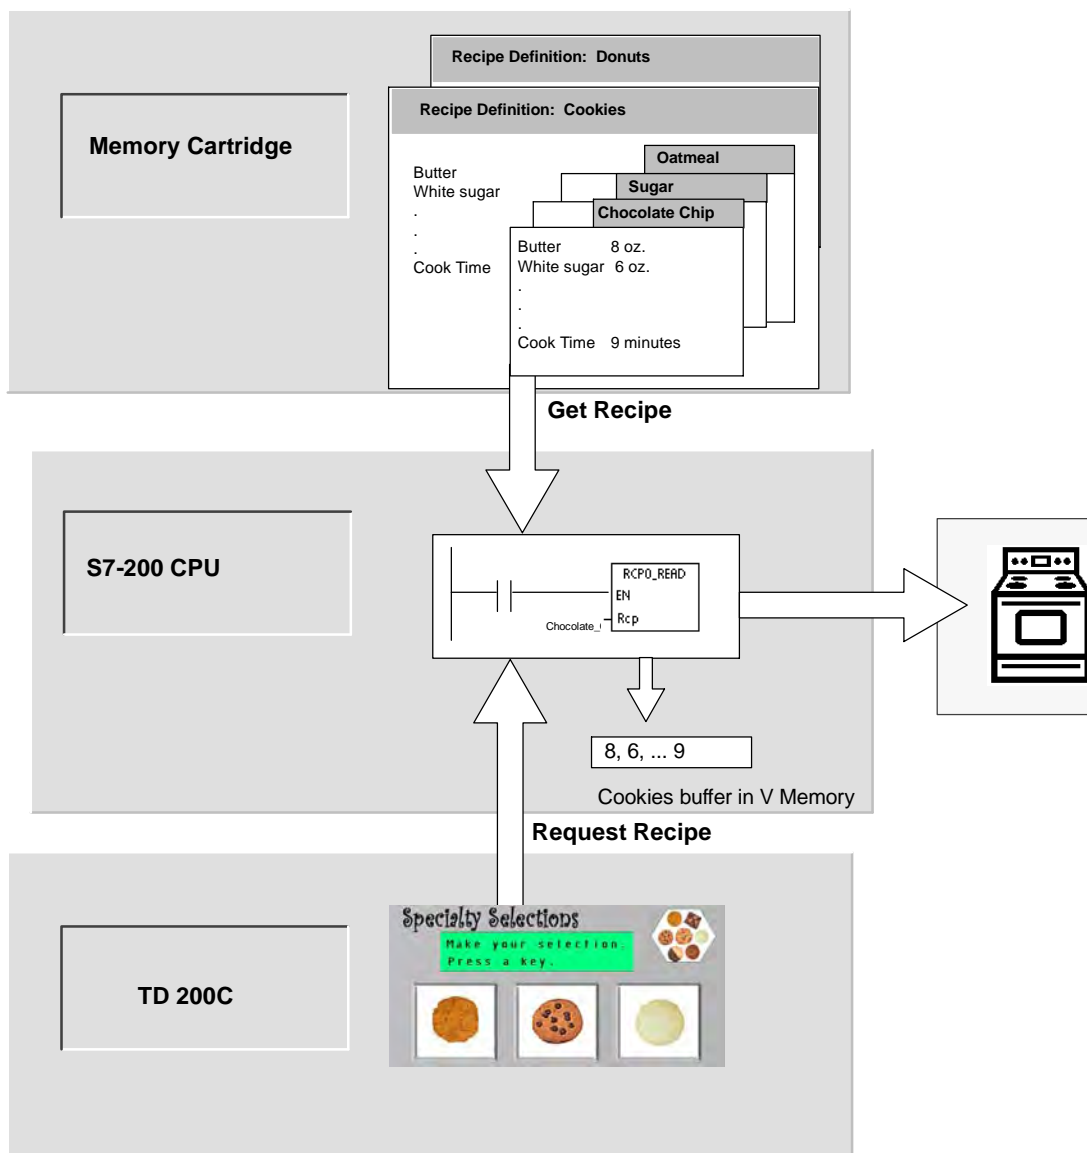 Recipe Definition: Donuts
Recipe Definition: Cookies
Memory Cartridge
Oatmeal
Butter
Sugar
White sugar
Chocolate Chip
.
.
.
Cook Time
Butter 8 oz.
White sugar 6 oz.
.
.
.
Cook Time 9 minutes
Get Recipe
S7-200 CPU
RCP0_READ
EN
Rcp
Chocolate_
8, 6, ... 9
Cookies buffer in V Memory
Request Recipe
TD 200C
Specialty Selections
Make your selection.
Press a key.